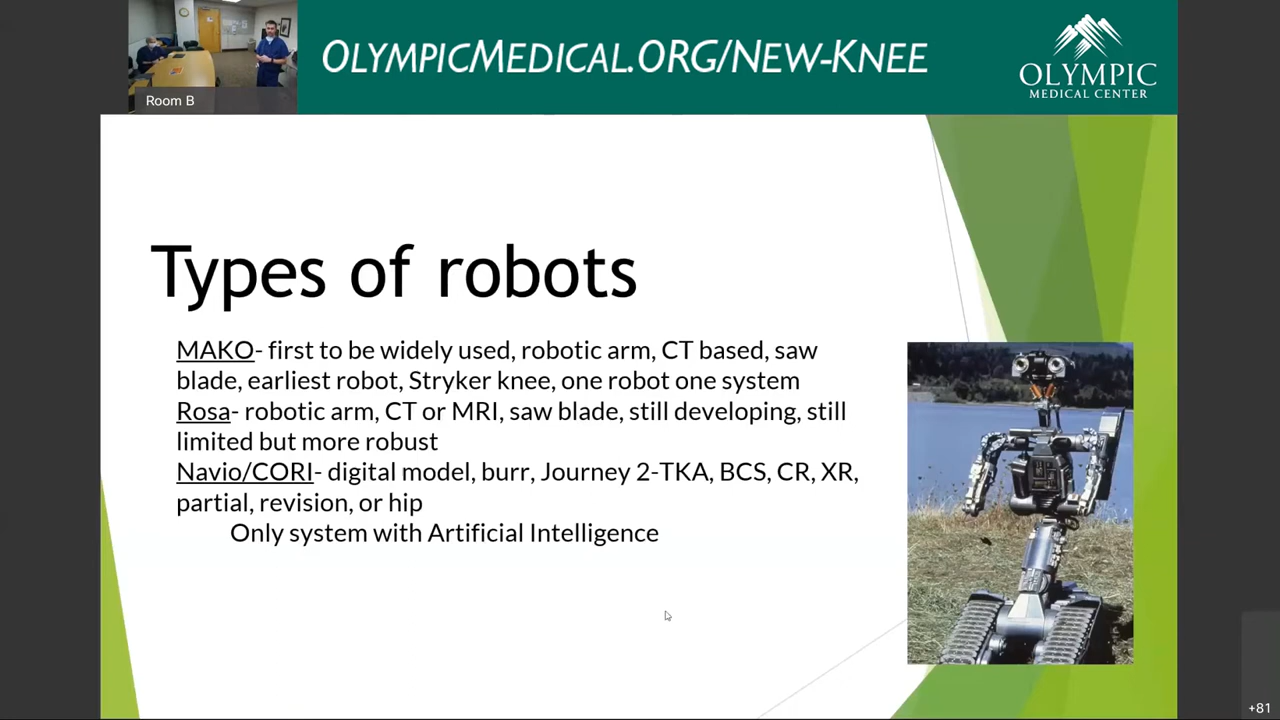 OLYMPICMEDICAL.ORG/NEW-KNEE
OLYMPIC
MEDICAL CENTER
Room B
Types of robots
MAKO- first to be widely used, robotic arm, CT based, saw
blade, earliest robot, Stryker knee, one robot one system
Rosa- robotic arm, CT or MRI, saw blade, still developing, still
limited but more robust
Navio/CORI- digital model, burr, Journey 2-TKA, BCS, CR, XR,
partial, revision, or hip
Only system with Artificial Intelligence
+81